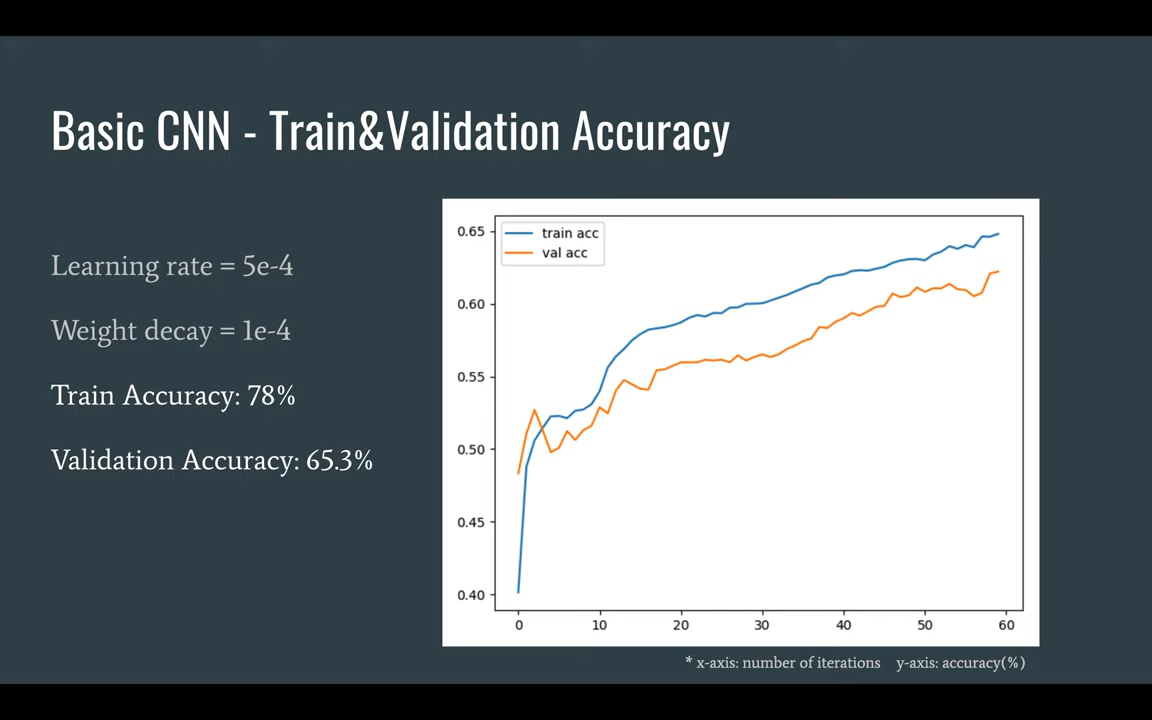 Basic CNN - Train&Validation Accuracy
Learning rate = 5e-4
Weight decay = 1e-4
Train Accuracy: 78%
Validation Accuracy: 65.3%
train acc
val acc
0.65
0.60
0.55
0.50
0.45
0.40
0 10 20 30 40 50 60
* x-axis: number of iterations y-axis: accuracy(%)